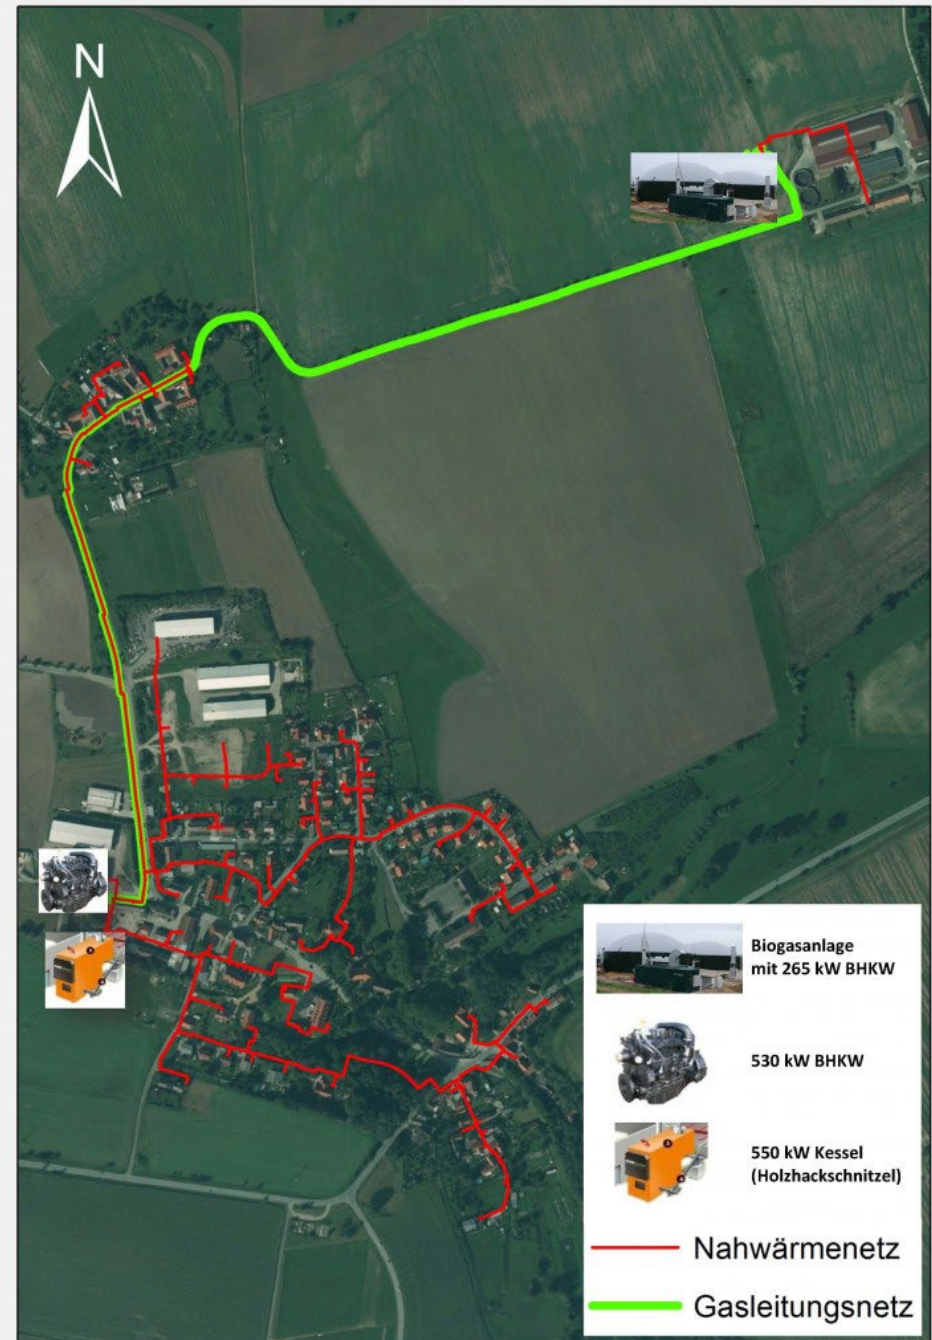 N
Biogasanlage
mit 265 kW BHKW
530 kW BHKW
550 kW Kessel
(Holzhackschnitzel)
Nahwärmenetz
Gasleitungsnetz